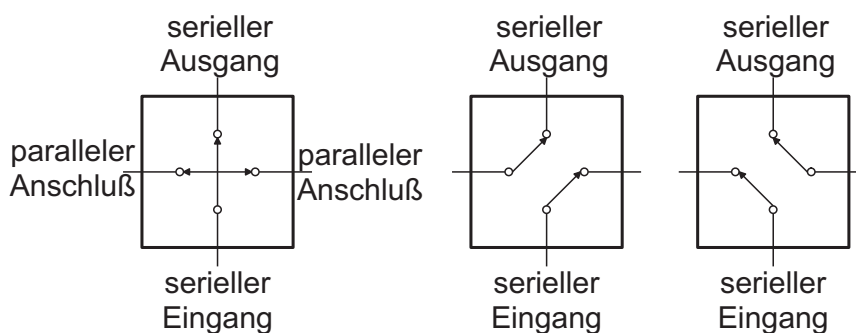 serieller
Ausgang
paralleler
Anschluß
paralleler
Anschluß
serieller
Eingang
serieller
Ausgang
serieller
Eingang
serieller
Ausgang
serieller
Eingang